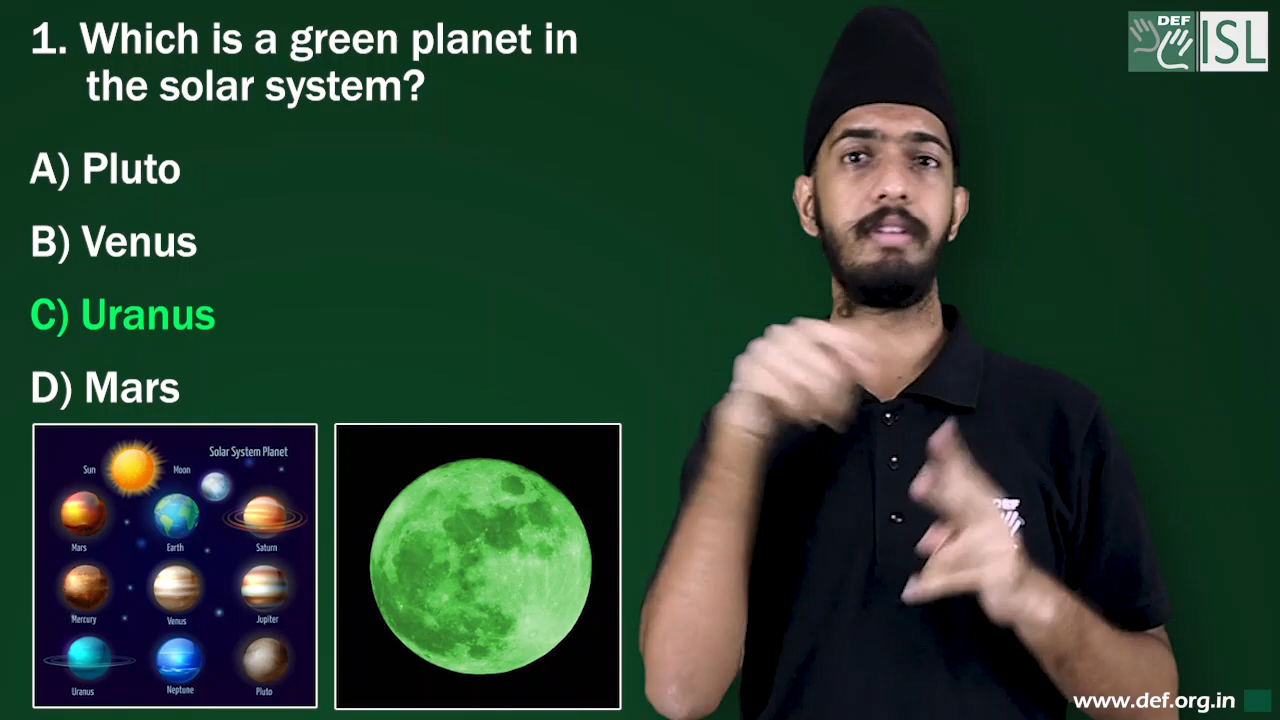 1. Which is a green planet in
the solar system?
A) Pluto
B) Venus
C) Uranus
D) Mars
DEF
ISL
Solar System Planet
Sun
Moon
Mars
Earth
Saturn
Mercury
Venus
Jupiter
Uranus
Neptune
Pluto
www.def.org.in